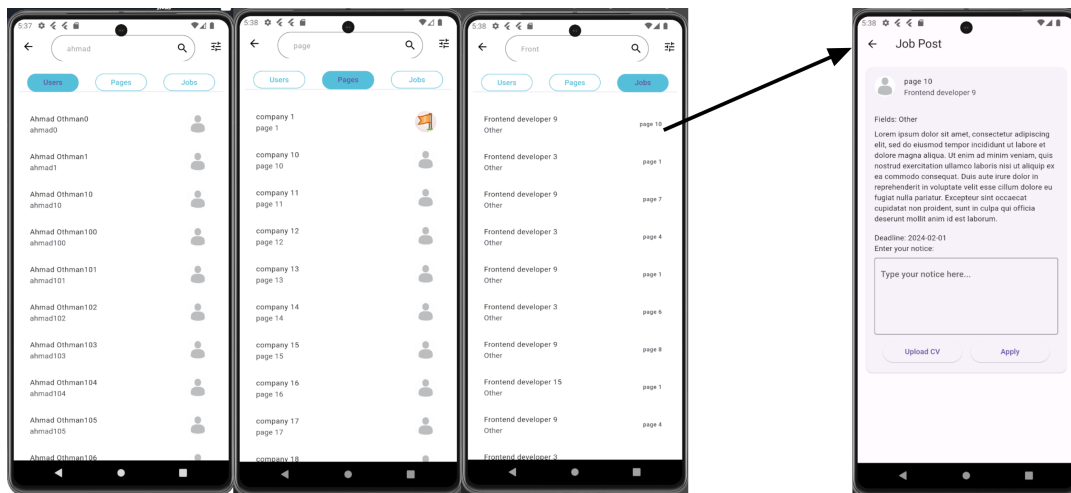 5:37
ahmad
Users
Pages
Jobs
Ahmad Othman0
ahmad0
Ahmad Othman1
ahmad1
Ahmad Othman10
ahmad10
Ahmad Othman100
ahmad100
Ahmad Othman101
ahmad101
Ahmad Othman102
ahmad102
Ahmad Othman103
ahmad103
Ahmad Othman104
ahmad104
Ahmad Othman105
ahmad105
Ahmad Othman106
5:38
page
Users
Pages
Jobs
company 1
page 1
company 10
page 10
company 11
page 11
company 12
page 12
company 13
page 13
company 14
page 14
company 15
page 15
company 16
page 16
company 17
page 17
company 18
5:38
Front
Users
Pages
Jobs
Frontend developer 9
Other
page 10
Frontend developer 3
Other
page 1
Frontend developer 9
Other
page 7
Frontend developer 3
Other
page 4
Frontend developer 9
Other
page 1
Frontend developer 3
Other
page 6
Frontend developer 9
Other
page 8
Frontend developer 15
Other
page 1
Frontend developer 9
Other
page 4
Frontend developer 3
5:38
Job Post
page 10
Frontend developer 9
Fields: Other
Lorem ipsum dolor sit amet, consectetur adipiscing
elit, sed do eiusmod tempor incididunt ut labore et
dolore magna aliqua. Ut enim ad minim veniam, quis
nostrud exercitation ullamco laboris nisi ut aliquip ex
ea commodo consequat. Duis aute irure dolor in
reprehenderit in voluptate velit esse cillum dolore eu
fugiat nulla pariatur. Excepteur sint occaecat
cupidatat non proident, sunt in culpa qui officia
deserunt mollit anim id est laborum.
Deadline: 2024-02-01
Enter your notice:
Type your notice here...
Upload CV
Apply